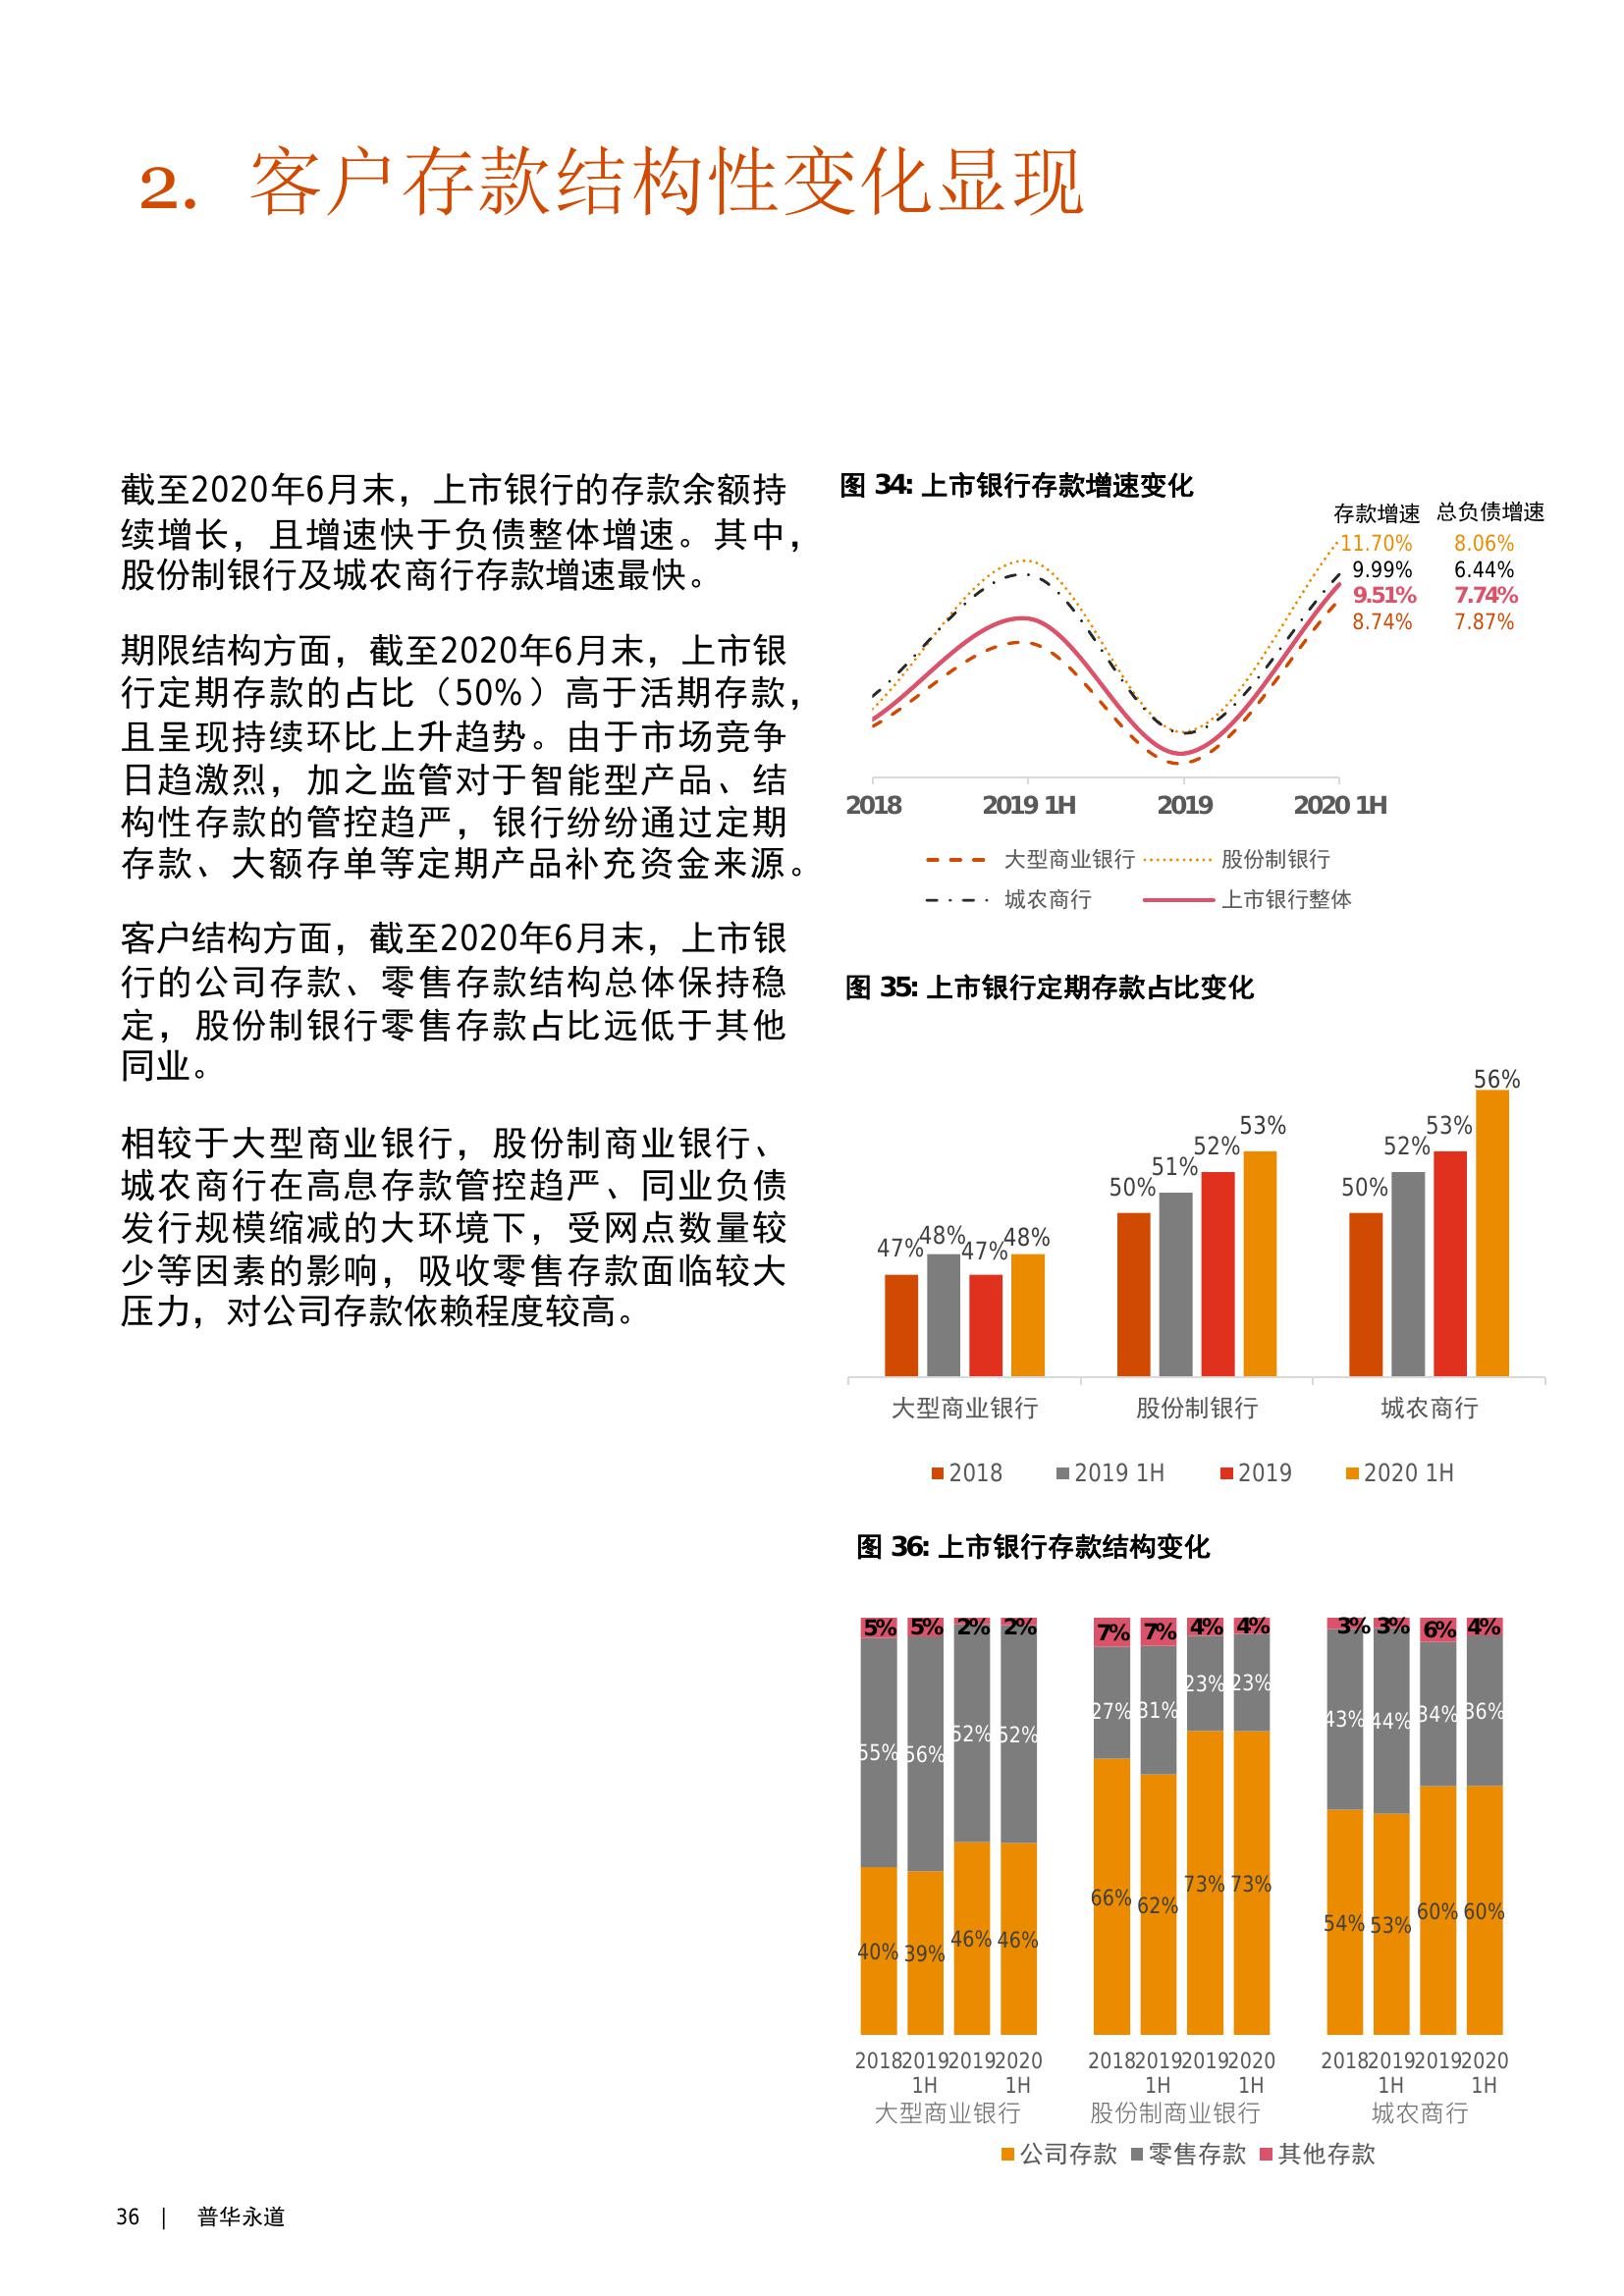 2. 客户存款结构性变化显现
截至2020年6月末，上市银行的存款余额持
续增长，且增速快于负债整体增速。其中，
股份制银行及城农商行存款增速最快。
期限结构方面，截至2020年6月末，上市银
行定期存款的占比（50%）高于活期存款，
且呈现持续环比上升趋势。由于市场竞争
日趋激烈，加之监管对于智能型产品、结
构性存款的管控趋严，银行纷纷通过定期
存款、大额存单等定期产品补充资金来源。
客户结构方面，截至2020年6月末，上市银
行的公司存款、零售存款结构总体保持稳
定，股份制银行零售存款占比远低于其他
同业。
相较于大型商业银行，股份制商业银行、
城农商行在高息存款管控趋严、同业负债
发行规模缩减的大环境下，受网点数量较
少等因素的影响，吸收零售存款面临较大
压力，对公司存款依赖程度较高。
图 34: 上市银行存款增速变化
存款增速 总负债增速
11.70% 8.06%
9.99% 6.44%
9.51% 7.74%
8.74% 7.87%
2018 2019 1H 2019 2020 1H
大型商业银行 股份制银行
城农商行 上市银行整体
图 35: 上市银行定期存款占比变化
47% 48% 47% 48% 50% 51% 52% 53% 50% 52% 53% 56%
大型商业银行 股份制银行 城农商行
2018 2019 1H 2019 2020 1H
图 36: 上市银行存款结构变化
5% 5% 2% 2% 7% 7% 4% 4% 3% 3% 6% 4%
55% 56% 52% 52% 27% 31% 23% 23% 43% 44% 34% 36%
40% 39% 46% 46% 66% 62% 73% 73% 54% 53% 60% 60%
2018 2019 2019 2020 2018 2019 2019 2020 2018 2019 2019 2020
1H 1H 1H 1H 1H 1H
大型商业银行 股份制商业银行 城农商行
公司存款 零售存款 其他存款
36 | 普华永道